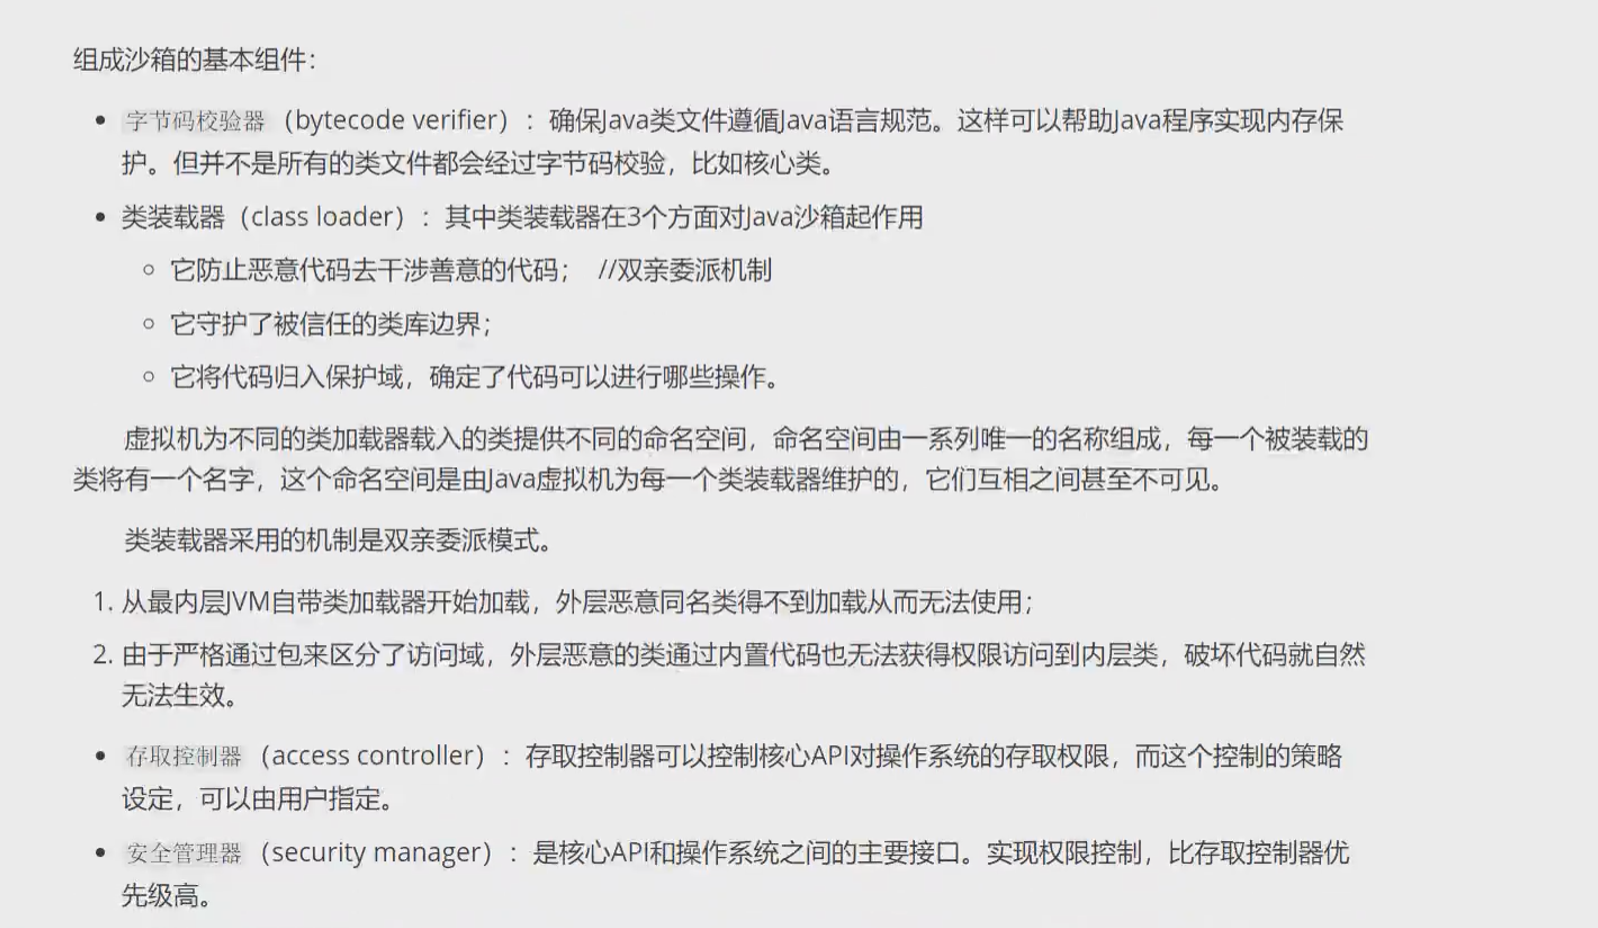 组成沙箱的基本组件：
字节码校验器（bytecode verifier）：确保Java类文件遵循Java语言规范。这样可以帮助Java程序实现内存保
护。但并不是所有的类文件都会经过字节码校验，比如核心类。
类装载器（class loader）：其中类装载器在3个方面对Java沙箱起作用
它防止恶意代码去干涉善意的代码； //双亲委派机制
它守护了被信任的类库边界；
它将代码归入保护域，确定了代码可以进行哪些操作。
虚拟机为不同的类加载器载入的类提供不同的命名空间，命名空间由一系列唯一的名称组成，每一个被装载的
类将有一个名字，这个命名空间是由Java虚拟机为每一个类装载器维护的，它们互相之间甚至不可见。
类装载器采用的机制是双亲委派模式。
1. 从最内层JVM自带类加载器开始加载，外层恶意同名类得不到加载从而无法使用；
2. 由于严格通过包来区分了访问域，外层恶意的类通过内置代码也无法获得权限访问到内层类，破坏代码就自然
无法生效。
存取控制器（access controller）：存取控制器可以控制核心API对操作系统的存取权限，而这个控制的策略
设定，可以由用户指定。
安全管理器（security manager）：是核心API和操作系统之间的主要接口。实现权限控制，比存取控制器优
先级高。